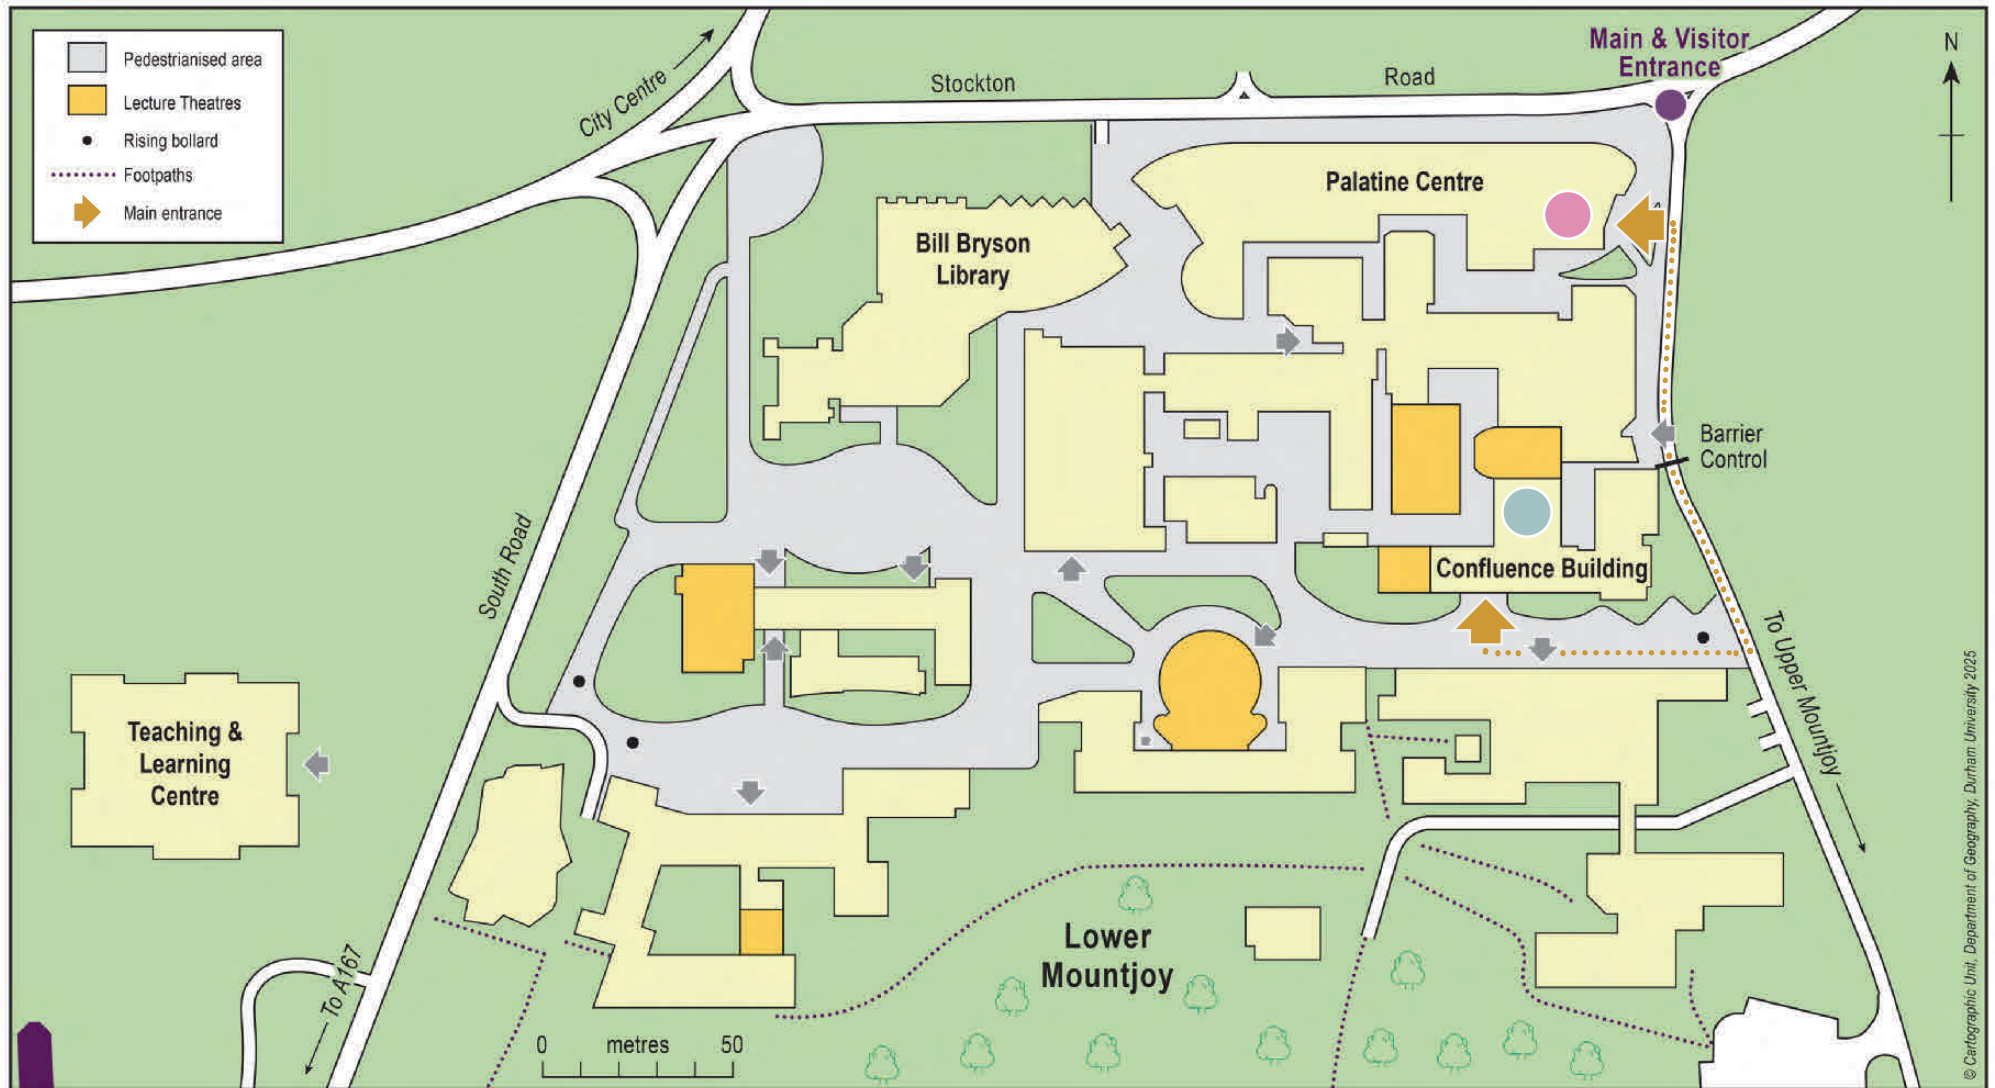 Pedestrianised area
Lecture Theatres
Rising bollard
Footpaths
Main entrance
City Centre
Stockton
Road
Main & Visitor
Entrance
N
Palatine Centre
Bill Bryson
Library
Barrier
Control
South Road
Confluence Building
To Upper Mountjoy
Teaching &
Learning
Centre
Lower
Mountjoy
To A167
0 metres 50
© Cartographic Unit, Department of Geography, Durham University 2025